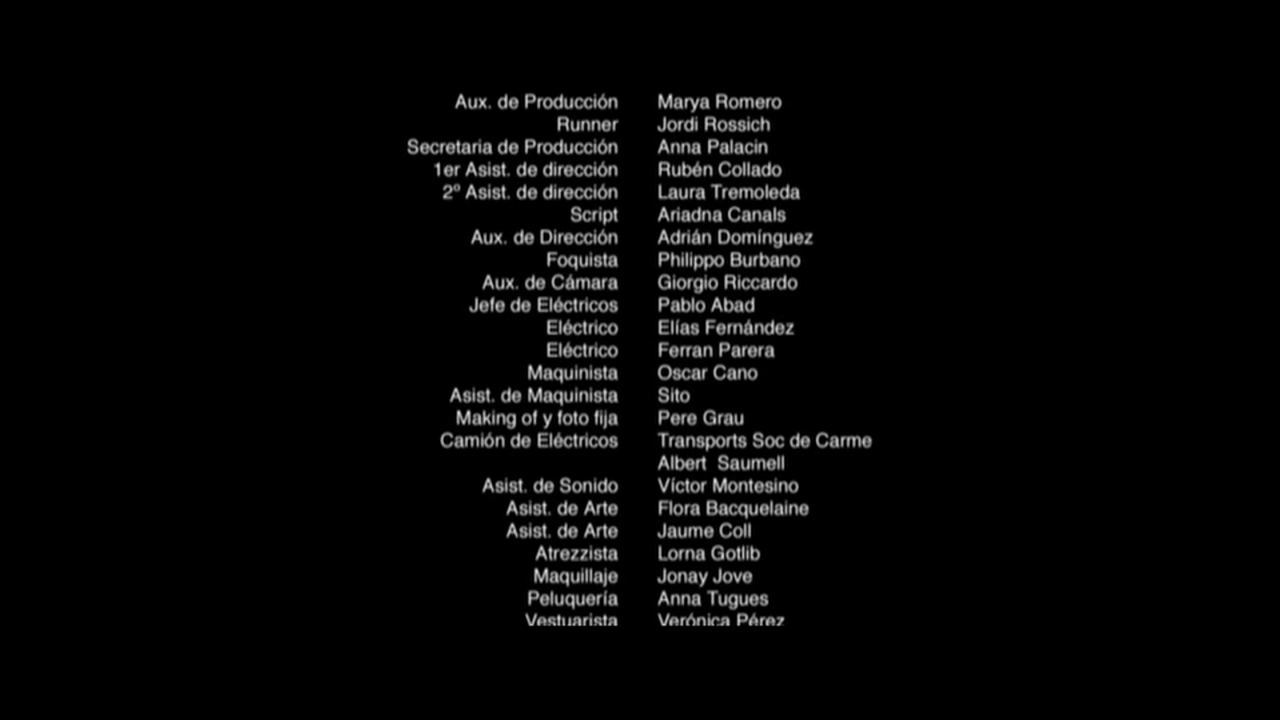 Aux. de Producción Marya Romero
Runner Jordi Rossich
Secretaria de Producción Anna Palacin
1er Asist. de dirección Rubén Collado
2º Asist. de dirección Laura Tremoleda
Script Ariadna Canals
Aux. de Dirección Adrián Domínguez
Foquista Philippo Burbano
Aux. de Cámara Giorgio Riccardo
Jefe de Eléctricos Pablo Abad
Eléctrico Elías Fernández
Eléctrico Ferran Parera
Maquinista Oscar Cano
Asist. de Maquinista Sito
Making of y foto fija Pere Grau
Camión de Eléctricos Transports Soc de Carme
Albert Saumell
Asist. de Sonido Víctor Montesino
Asist. de Arte Flora Bacquelaine
Asist. de Arte Jaume Coll
Atrezzista Lorna Gotlib
Maquillaje Jonay Jove
Peluquería Anna Tugues
Vestuarista Verónica Pérez